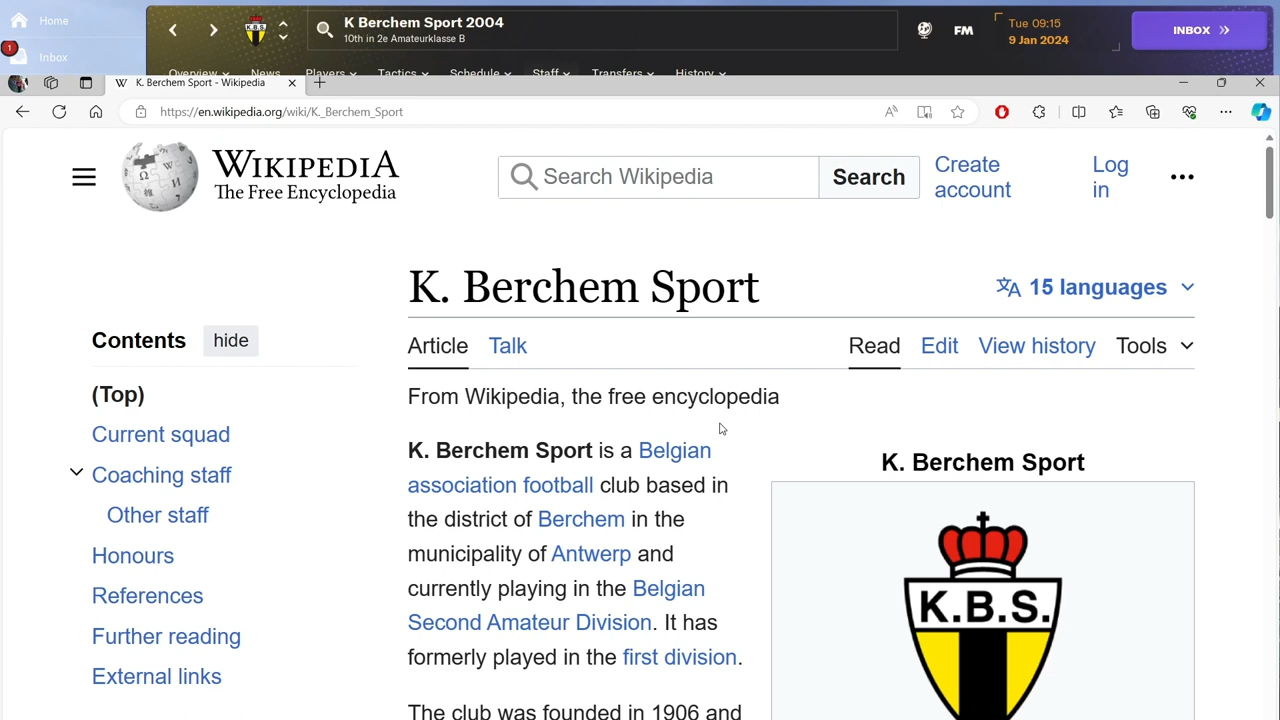 Home
K Berchem Sport 2004
10th in 2e Amateurklasse B
FM
Tue 09:15
9 Jan 2024
INBOX
1
Inbox
Overview
News
Players
Tactics
Schedule
Staff
Transfers
History
K. Berchem Sport - Wikipedia
https://en.wikipedia.org/wiki/K._Berchem_Sport
WIKIPEDIA
The Free Encyclopedia
Search Wikipedia
Search
Create account
Log in
K. Berchem Sport
15 languages
Contents
hide
Article
Talk
Read
Edit
View history
Tools
(Top)
Current squad
Coaching staff
Other staff
Honours
References
Further reading
External links
From Wikipedia, the free encyclopedia
K. Berchem Sport is a Belgian
association football club based in
the district of Berchem in the
municipality of Antwerp and
currently playing in the Belgian
Second Amateur Division. It has
formerly played in the first division.
The club was founded in 1906 and
K. Berchem Sport
K.B.S.